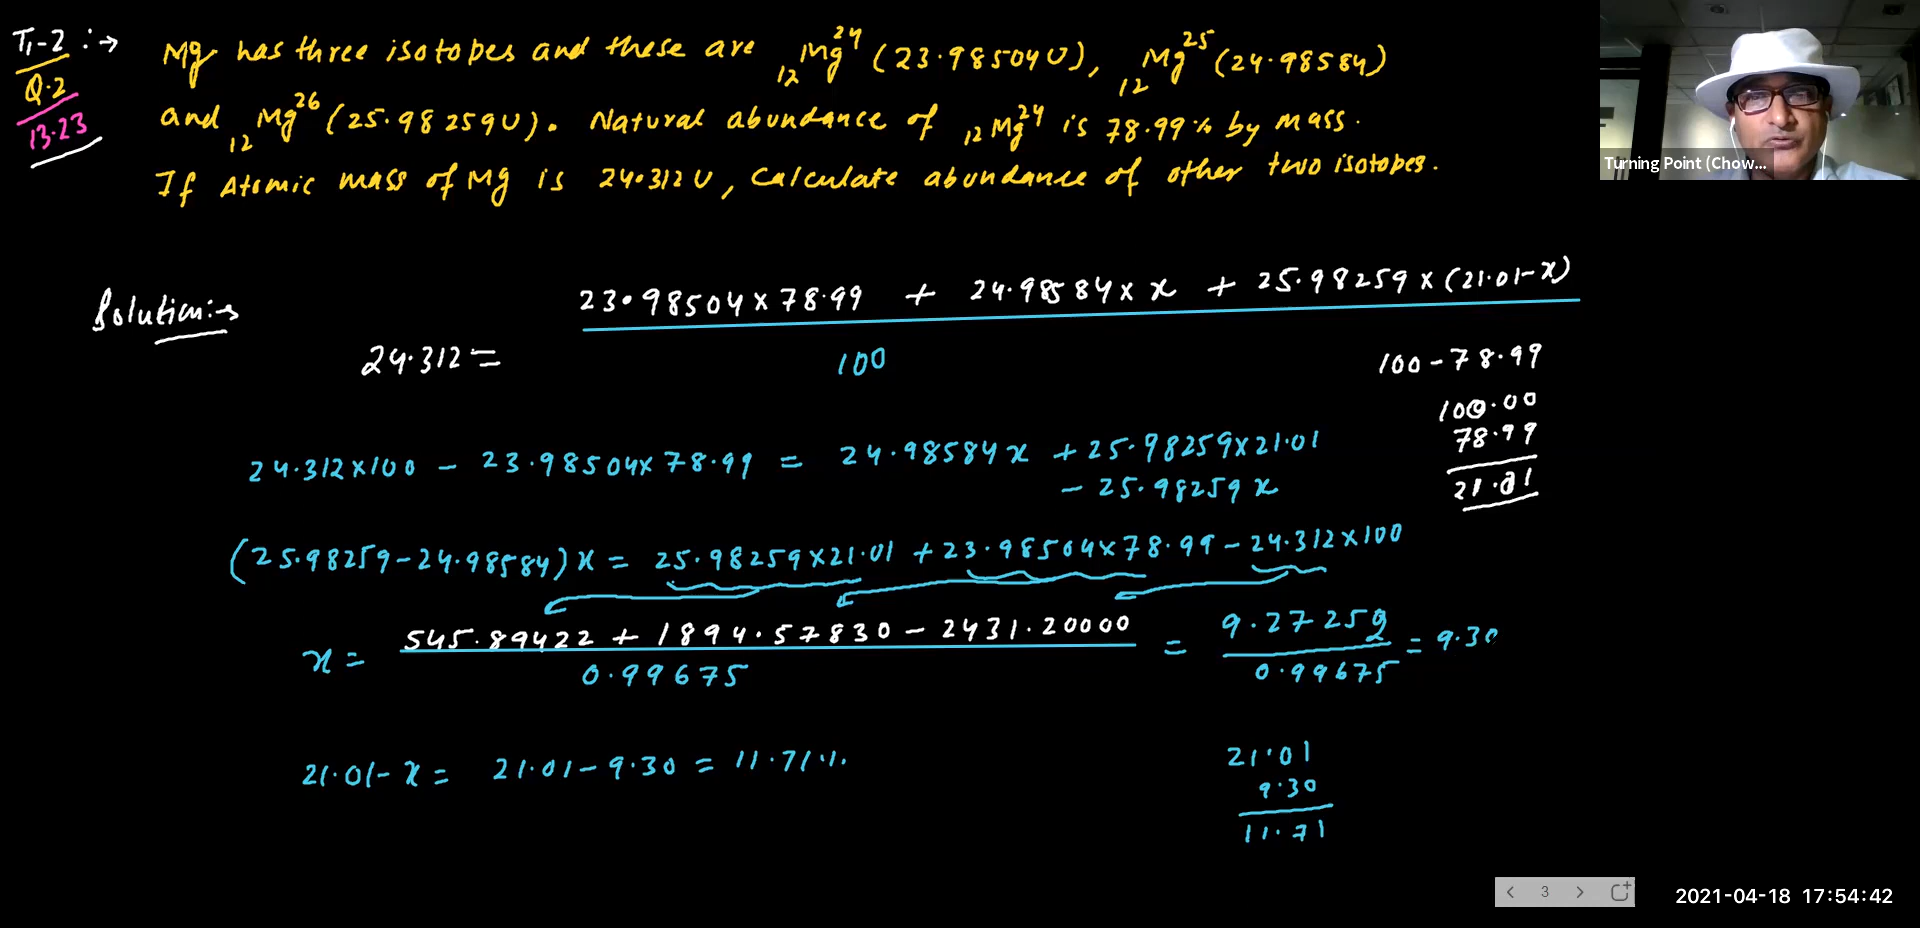 T1-2 :→
Q.2
13.23
Mg has three isotopes and these are ₁₂Mg²⁴ (23.98504U), ₁₂Mg²⁵ (24.98584)
and ₁₂Mg²⁶ (25.98259U). Natural abundance of ₁₂Mg²⁴ is 78.99% by mass.
If Atomic mass of Mg is 24.312U, Calculate abundance of other two isotopes.
Turning Point (Chow...
Solution:→
23.98504 x 78.99 + 24.98584 x x + 25.98259 x (21.01-x)
24.312 =
100
100 - 78.99
100.00
78.99
21.01
24.312x100 - 23.98504x78.99 = 24.98584x + 25.98259x21.01
- 25.98259x
(25.98259-24.98584)x = 25.98259x21.01 + 23.98504x78.99 - 24.312x100
x = 545.89422 + 1894.57830 - 2431.20000 = 9.27252 = 9.30
0.99675 0.99675
21.01-x = 21.01-9.30 = 11.71%
21.01
9.30
11.71
3
2021-04-18 17:54:42